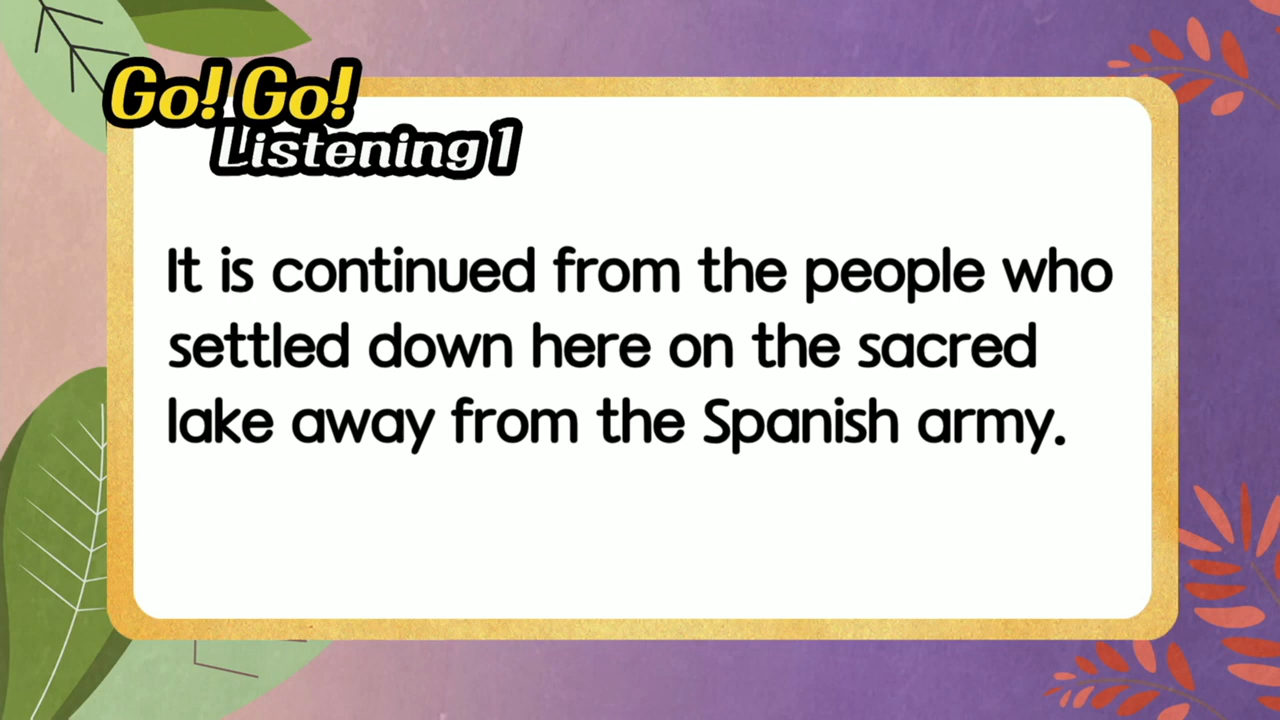 Go! Go!
Listening 1
It is continued from the people who
settled down here on the sacred
lake away from the Spanish army.